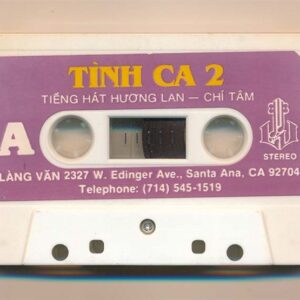 TÌNH CA 2
TIẾNG HÁT HƯƠNG LAN – CHÍ TÂM
A
STEREO
LÀNG VĂN 2327 W. Edinger Ave., Santa Ana, CA 92704
Telephone: (714) 545-1519